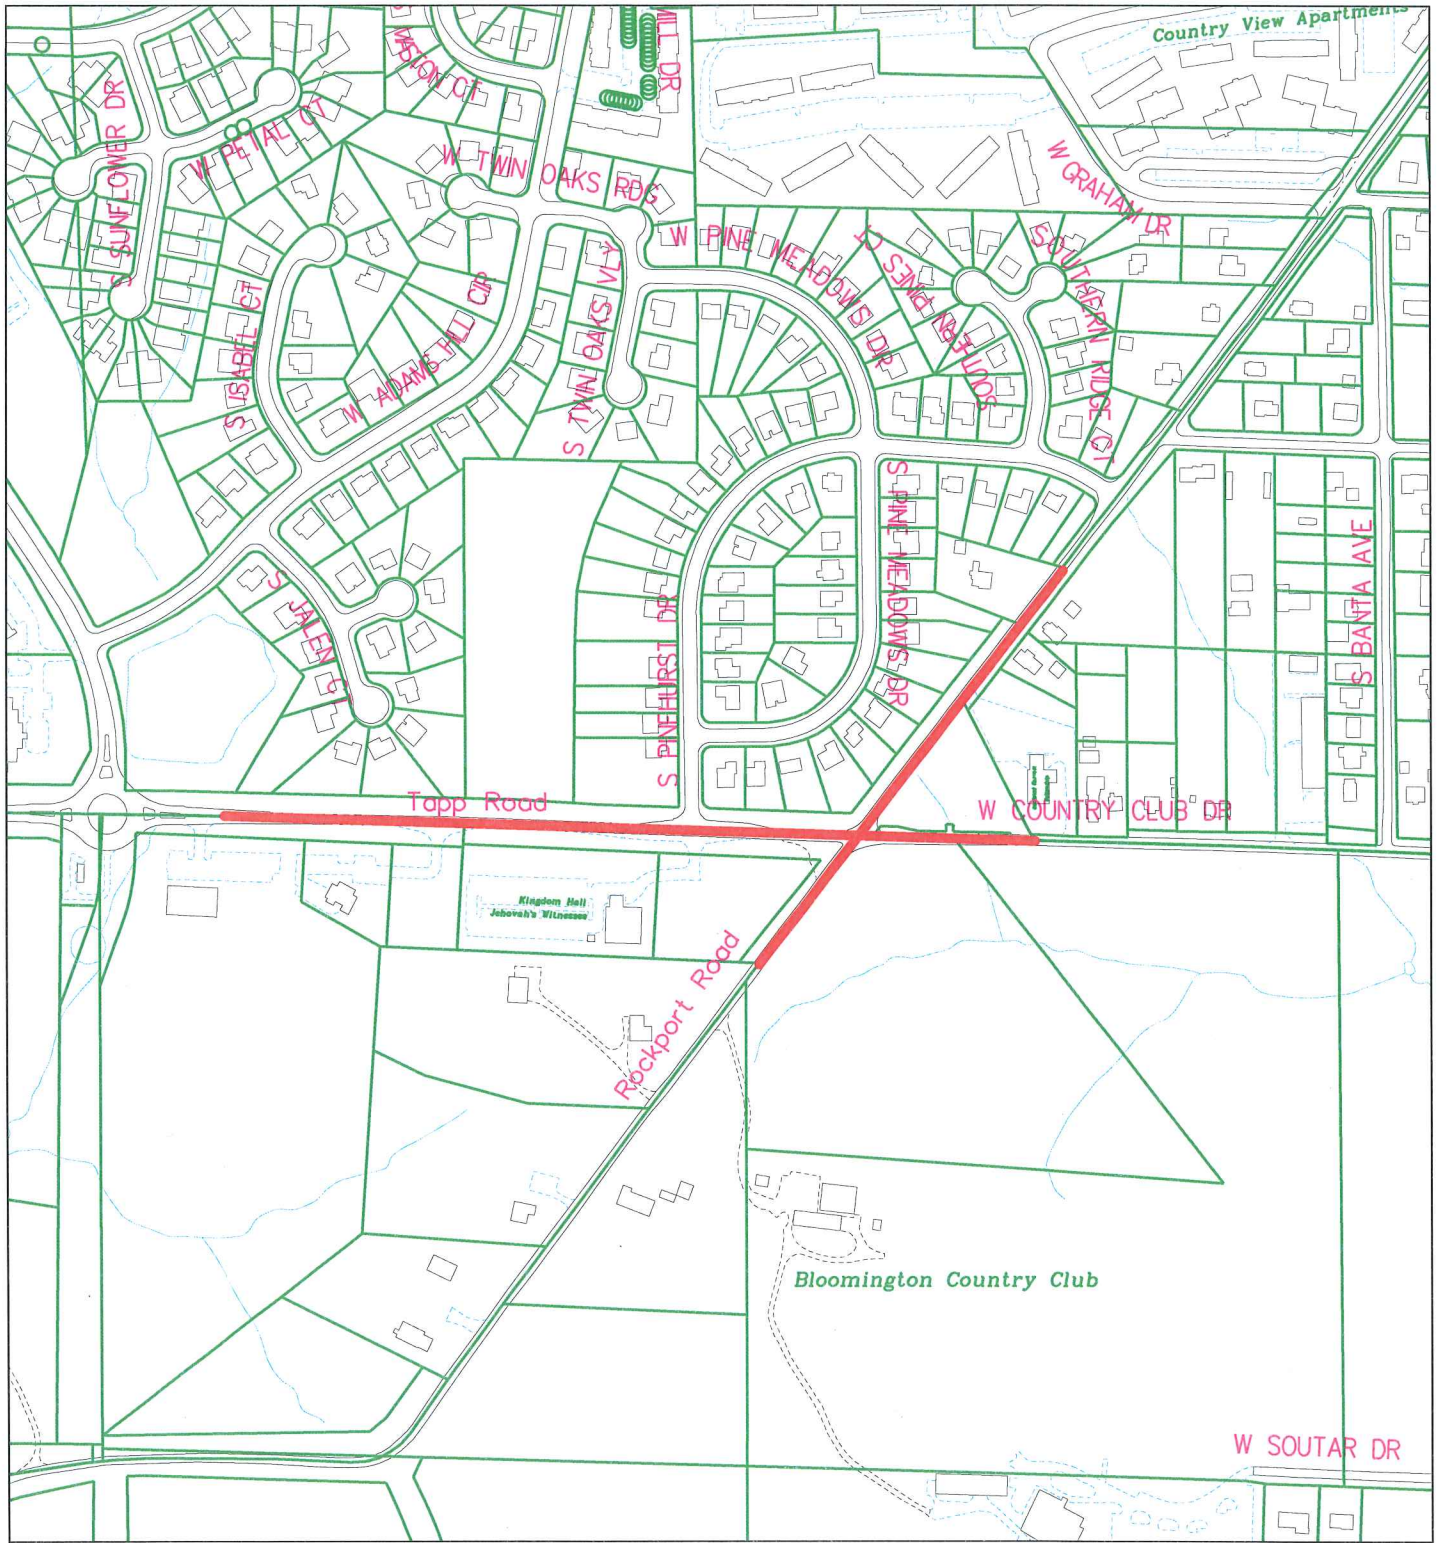 Country View Apartments
S SUNFLOWER DR
W PETAL CT
W TWIN OAKS RDG
W GRAHAM DR
W PINE MEADOWS DR
SOUTHERN PINES CT
SOUTHERN RIDGE CT
S ISABEL CT
W ADAMS HILL CIR
S TWIN OAKS VLY
S PINE MEADOWS DR
S BANTA AVE
S JALEN CT
S PINEHURST DR
Tapp Road
W COUNTRY CLUB DR
Kingdom Hall
Jehovah's Witnesses
Rockport Road
Bloomington Country Club
W SOUTAR DR